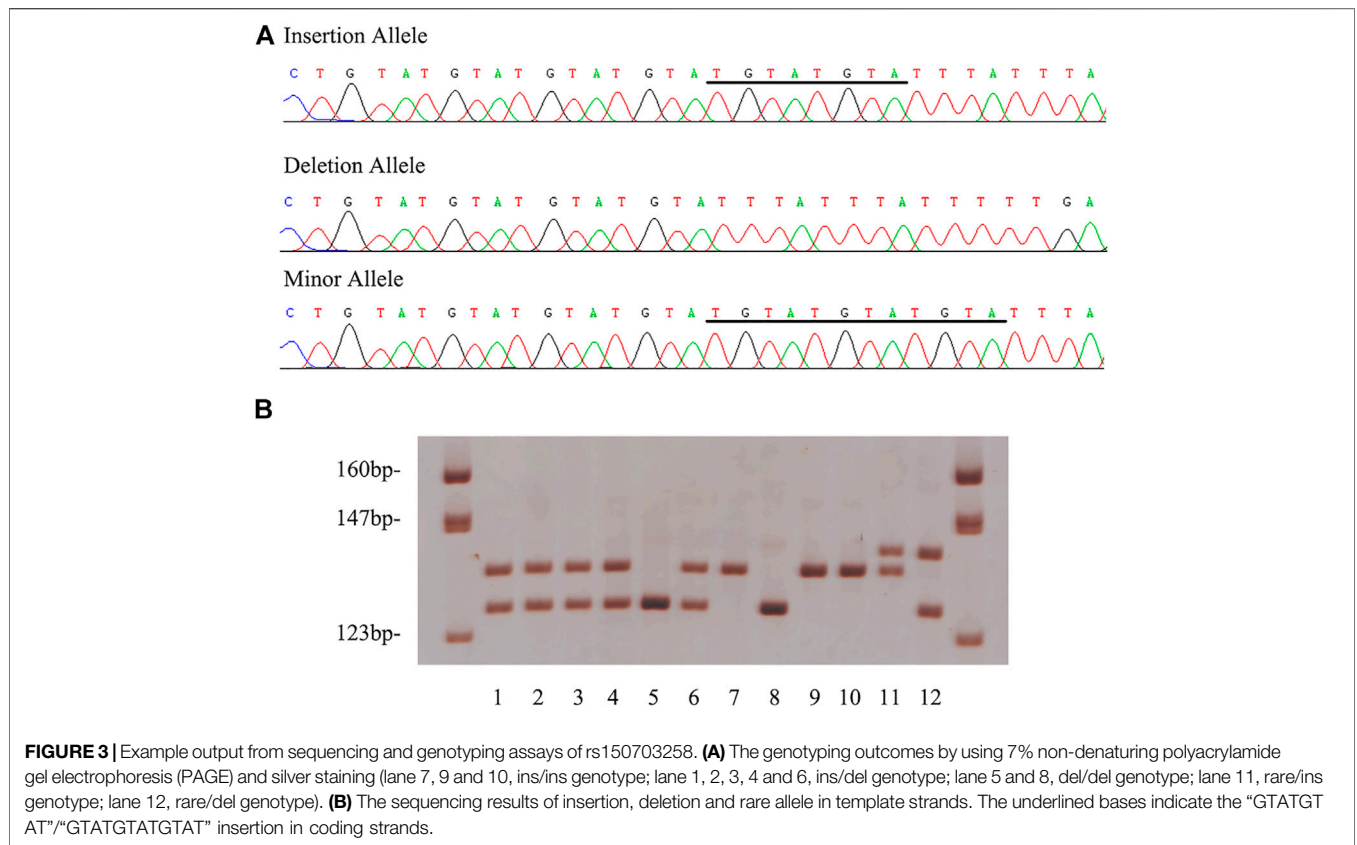 A Insertion Allele
C T G T A T G T A T G T A T G T A T G T A T G T A T T T A T T T A
Deletion Allele
C T G T A T G T A T G T A T G T A T T T A T T T A T T T T T G A
Minor Allele
C T G T A T G T A T G T A T G T A T G T A T G T A T G T A T T T A
B
160bp-
147bp-
123bp-
1 2 3 4 5 6 7 8 9 10 11 12
FIGURE 3 | Example output from sequencing and genotyping assays of rs150703258. (A) The genotyping outcomes by using 7% non-denaturing polyacrylamide
gel electrophoresis (PAGE) and silver staining (lane 7, 9 and 10, ins/ins genotype; lane 1, 2, 3, 4 and 6, ins/del genotype; lane 5 and 8, del/del genotype; lane 11, rare/ins
genotype; lane 12, rare/del genotype). (B) The sequencing results of insertion, deletion and rare allele in template strands. The underlined bases indicate the “GTATGT
AT”/“GTATGTATGTAT” insertion in coding strands.